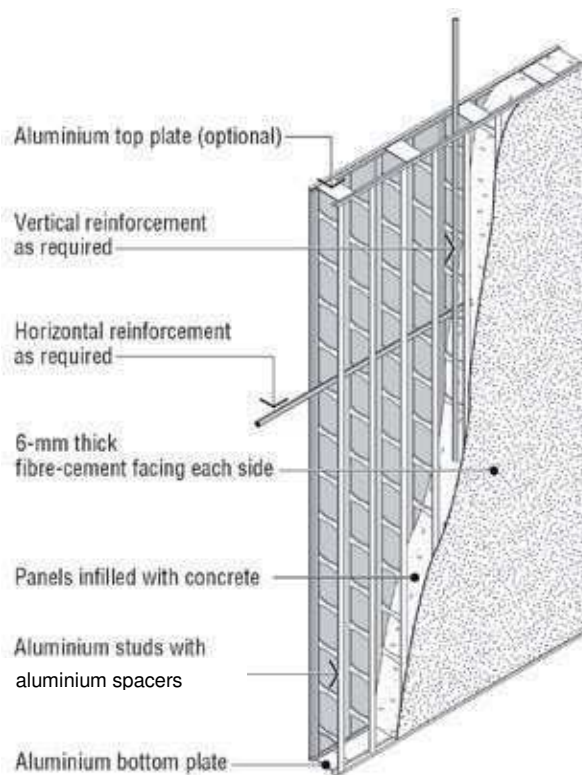 Aluminium top plate (optional)
Vertical reinforcement
as required
Horizontal reinforcement
as required
6-mm thick
fibre-cement facing each side
Panels infilled with concrete
Aluminium studs with
aluminium spacers
Aluminium bottom plate